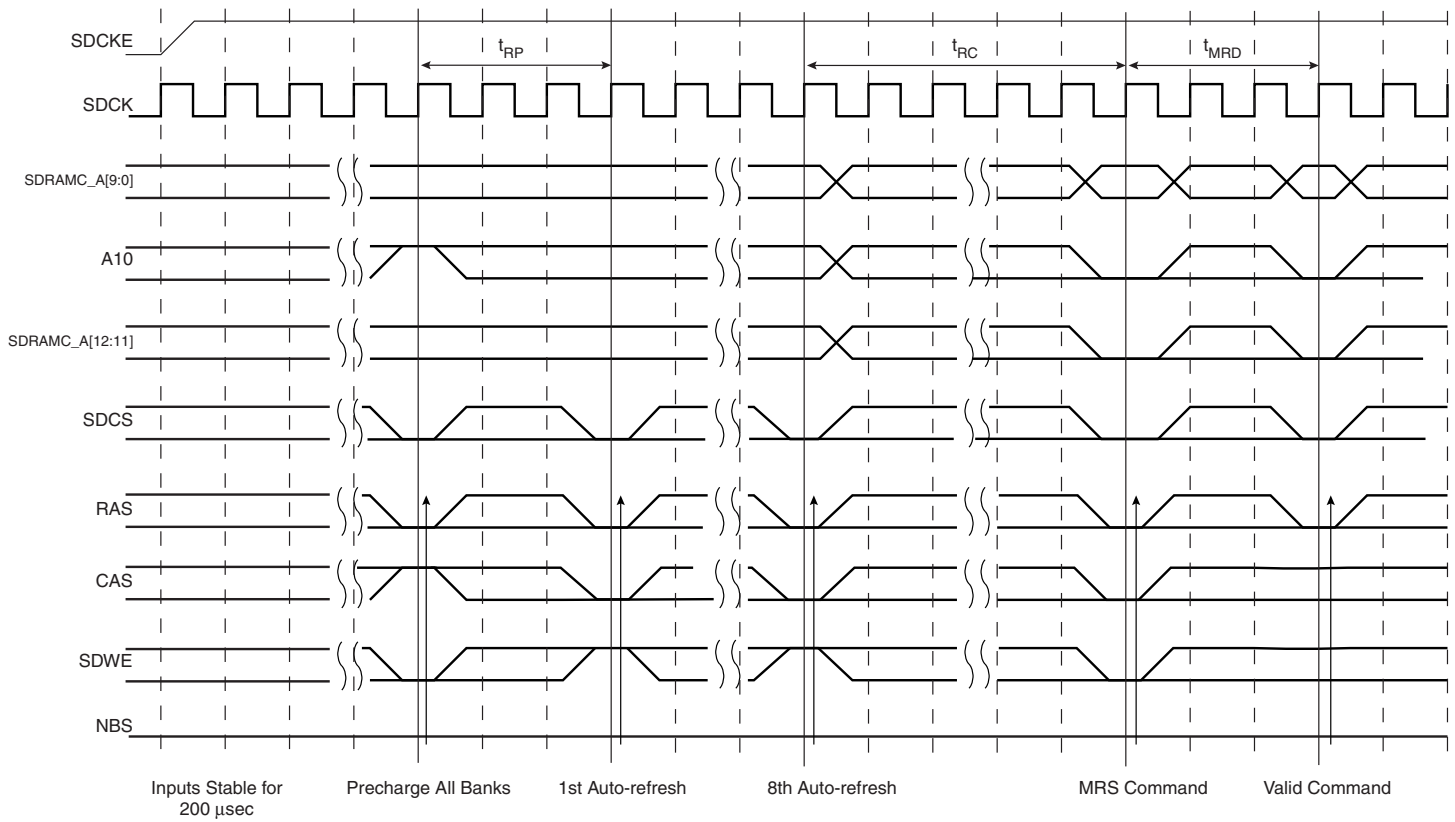 SDCKE
tRP
tRC
tMRD
SDCK
SDRAMC_A[9:0]
A10
SDRAMC_A[12:11]
SDCS
RAS
CAS
SDWE
NBS
Inputs Stable for
200 μsec
Precharge All Banks
1st Auto-refresh
8th Auto-refresh
MRS Command
Valid Command